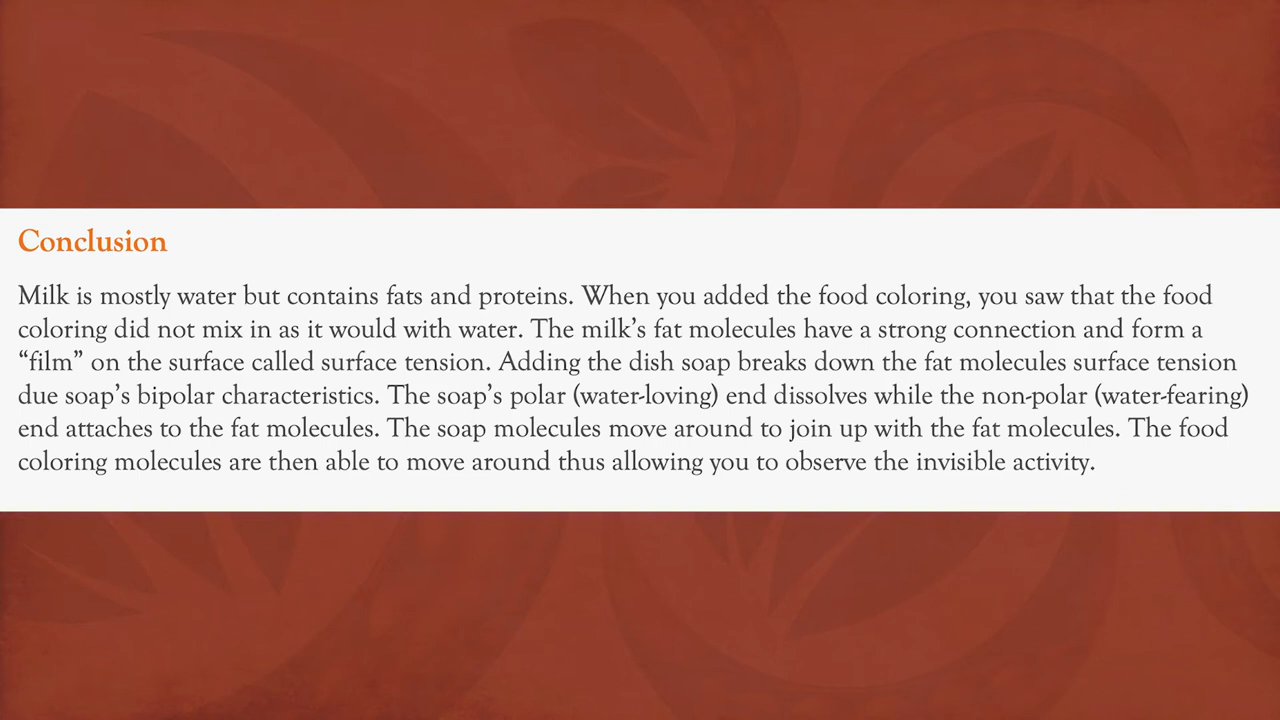 Conclusion
Milk is mostly water but contains fats and proteins. When you added the food coloring, you saw that the food
coloring did not mix in as it would with water. The milk’s fat molecules have a strong connection and form a
“film” on the surface called surface tension. Adding the dish soap breaks down the fat molecules surface tension
due soap’s bipolar characteristics. The soap’s polar (water-loving) end dissolves while the non-polar (water-fearing)
end attaches to the fat molecules. The soap molecules move around to join up with the fat molecules. The food
coloring molecules are then able to move around thus allowing you to observe the invisible activity.